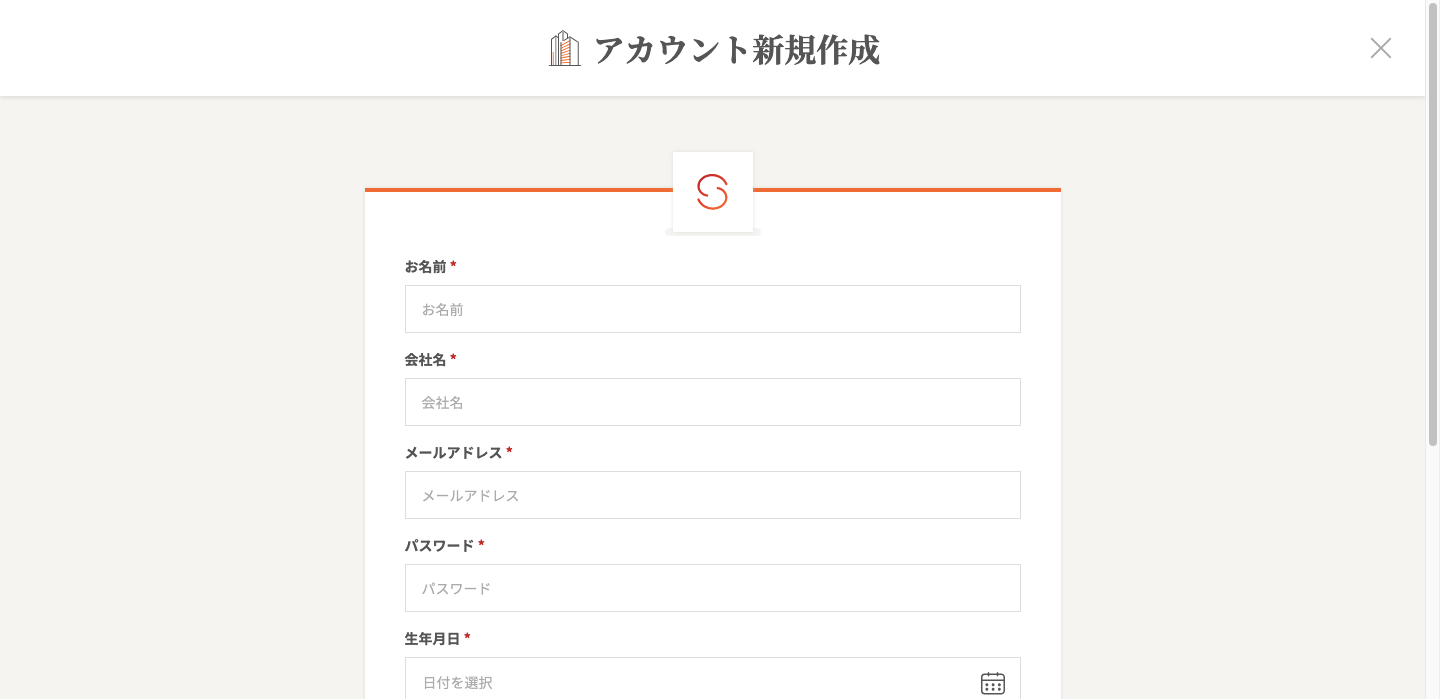 アカウント新規作成
お名前 *
お名前
会社名 *
会社名
メールアドレス *
メールアドレス
パスワード *
パスワード
生年月日 *
日付を選択